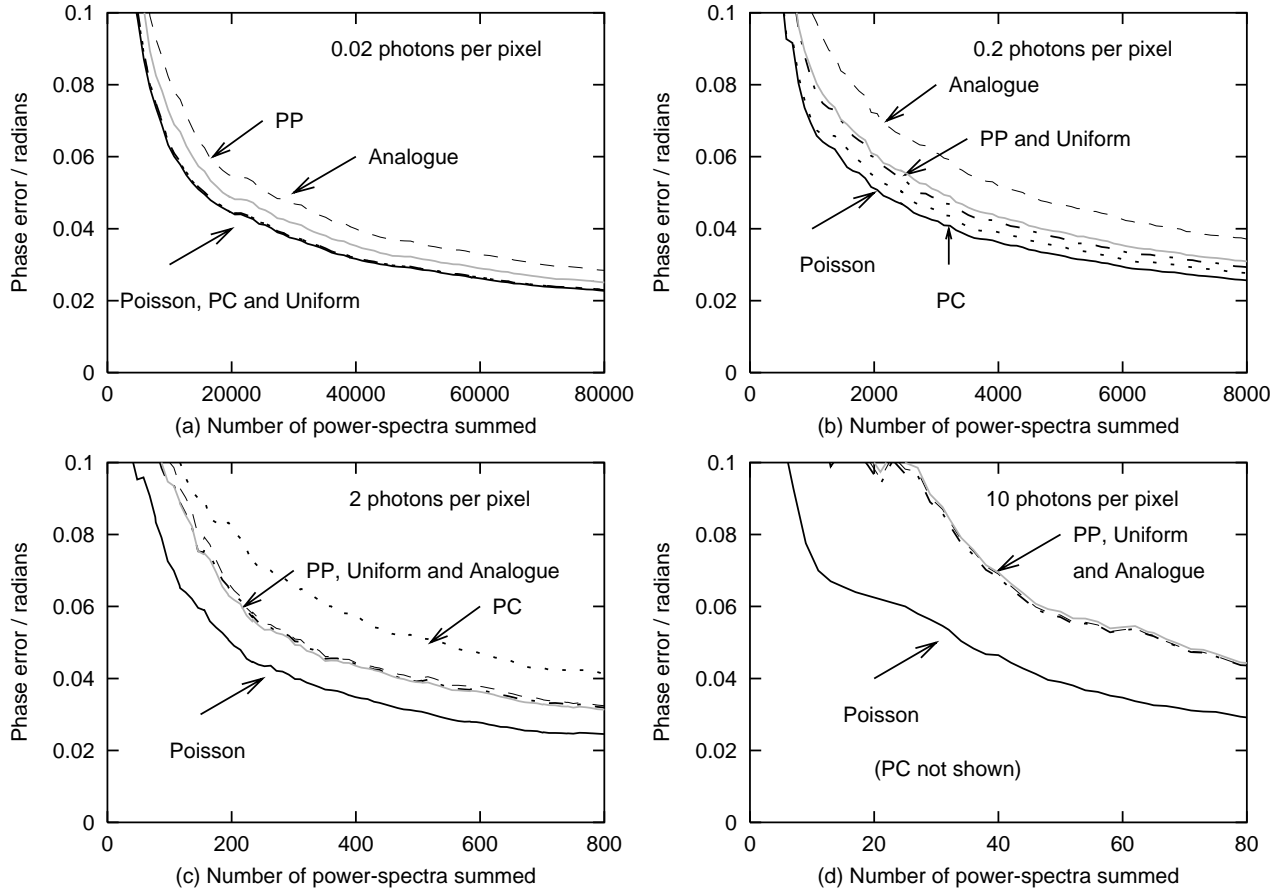 0.1
0.08
0.06
0.04
0.02
0
Phase error / radians
0.02 photons per pixel
PP
Analogue
Poisson, PC and Uniform
0 20000 40000 60000 80000
(a) Number of power-spectra summed
0.1
0.08
0.06
0.04
0.02
0
Phase error / radians
0.2 photons per pixel
Analogue
PP and Uniform
Poisson
PC
0 2000 4000 6000 8000
(b) Number of power-spectra summed
0.1
0.08
0.06
0.04
0.02
0
Phase error / radians
2 photons per pixel
PP, Uniform and Analogue
PC
Poisson
0 200 400 600 800
(c) Number of power-spectra summed
0.1
0.08
0.06
0.04
0.02
0
Phase error / radians
10 photons per pixel
PP, Uniform
and Analogue
Poisson
(PC not shown)
0 20 40 60 80
(d) Number of power-spectra summed